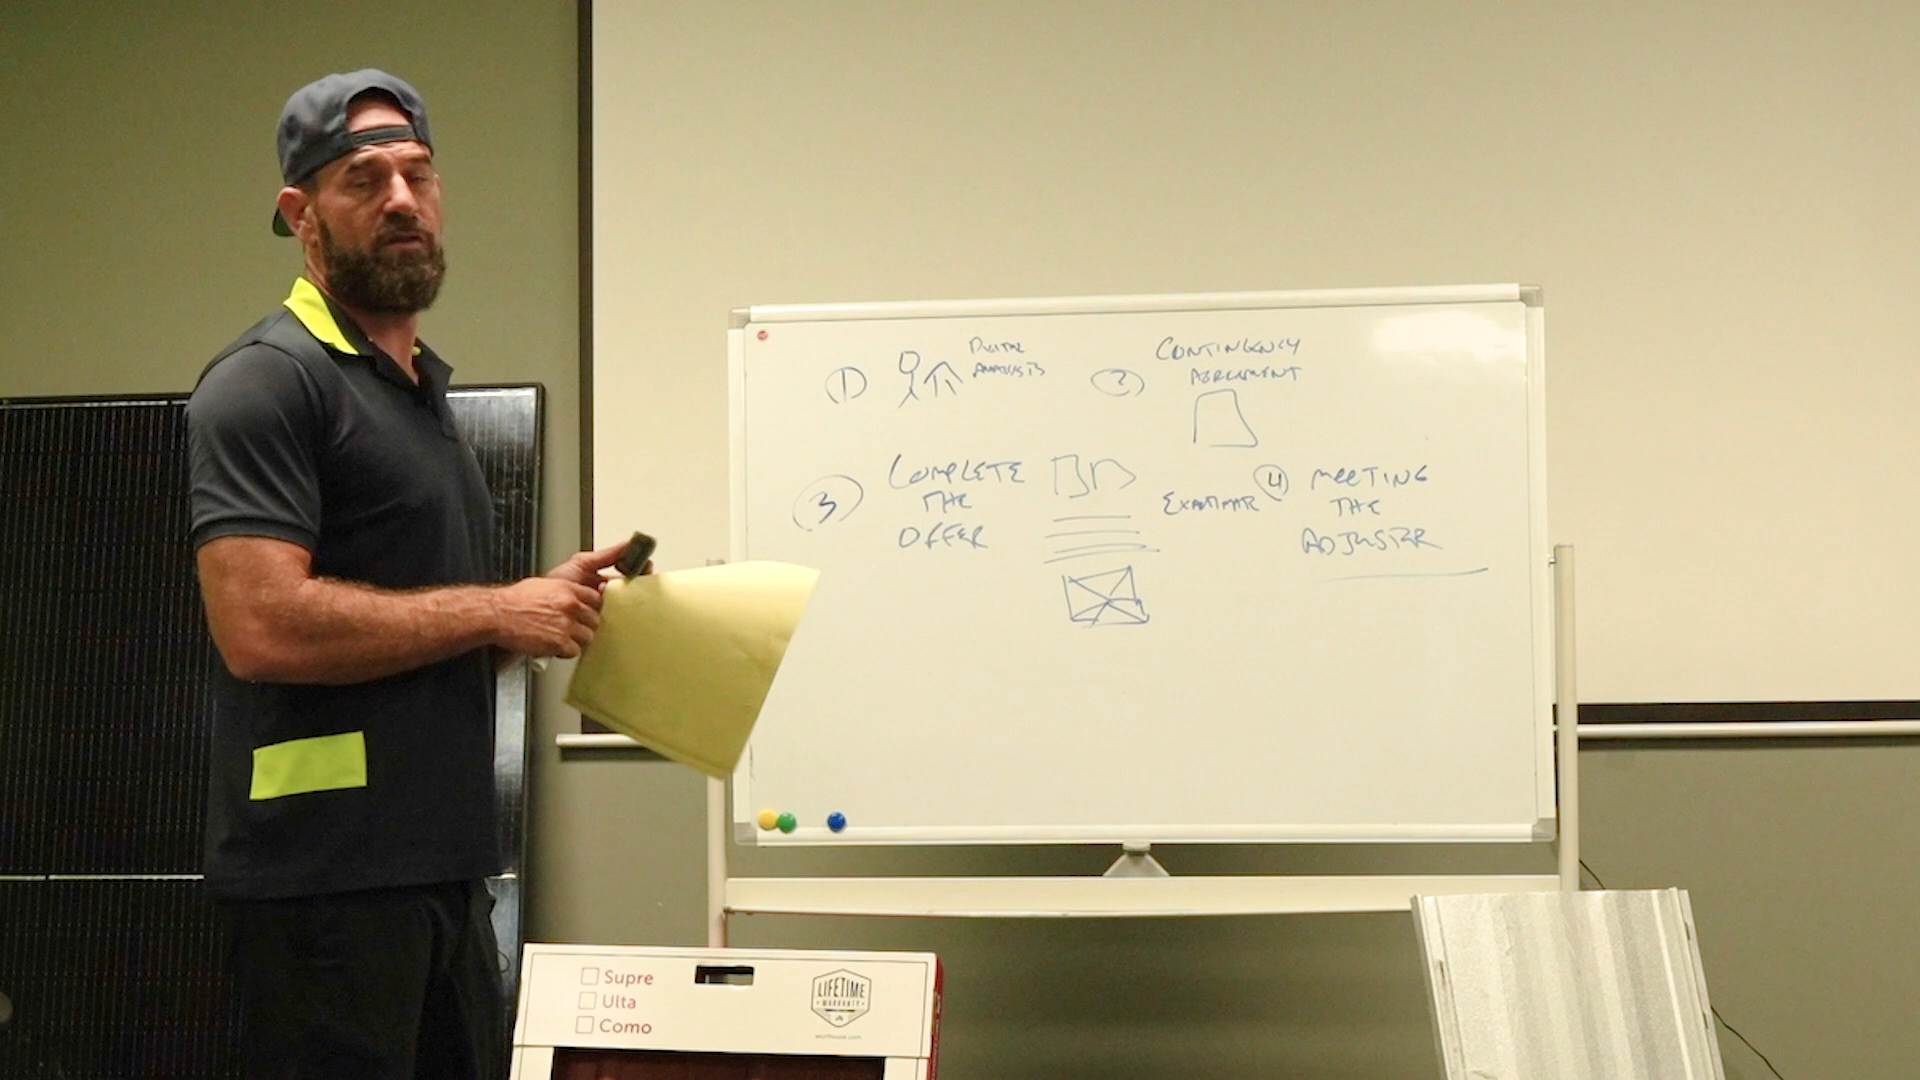 1
DIGITAL
ANALYSIS
2
CONTINGENCY
AGREEMENT
3
COMPLETE
THE
OFFER
4
MEETING
THE
ADJUSTER
Supre
Ulta
Como
LIFETIME
WARRANTY